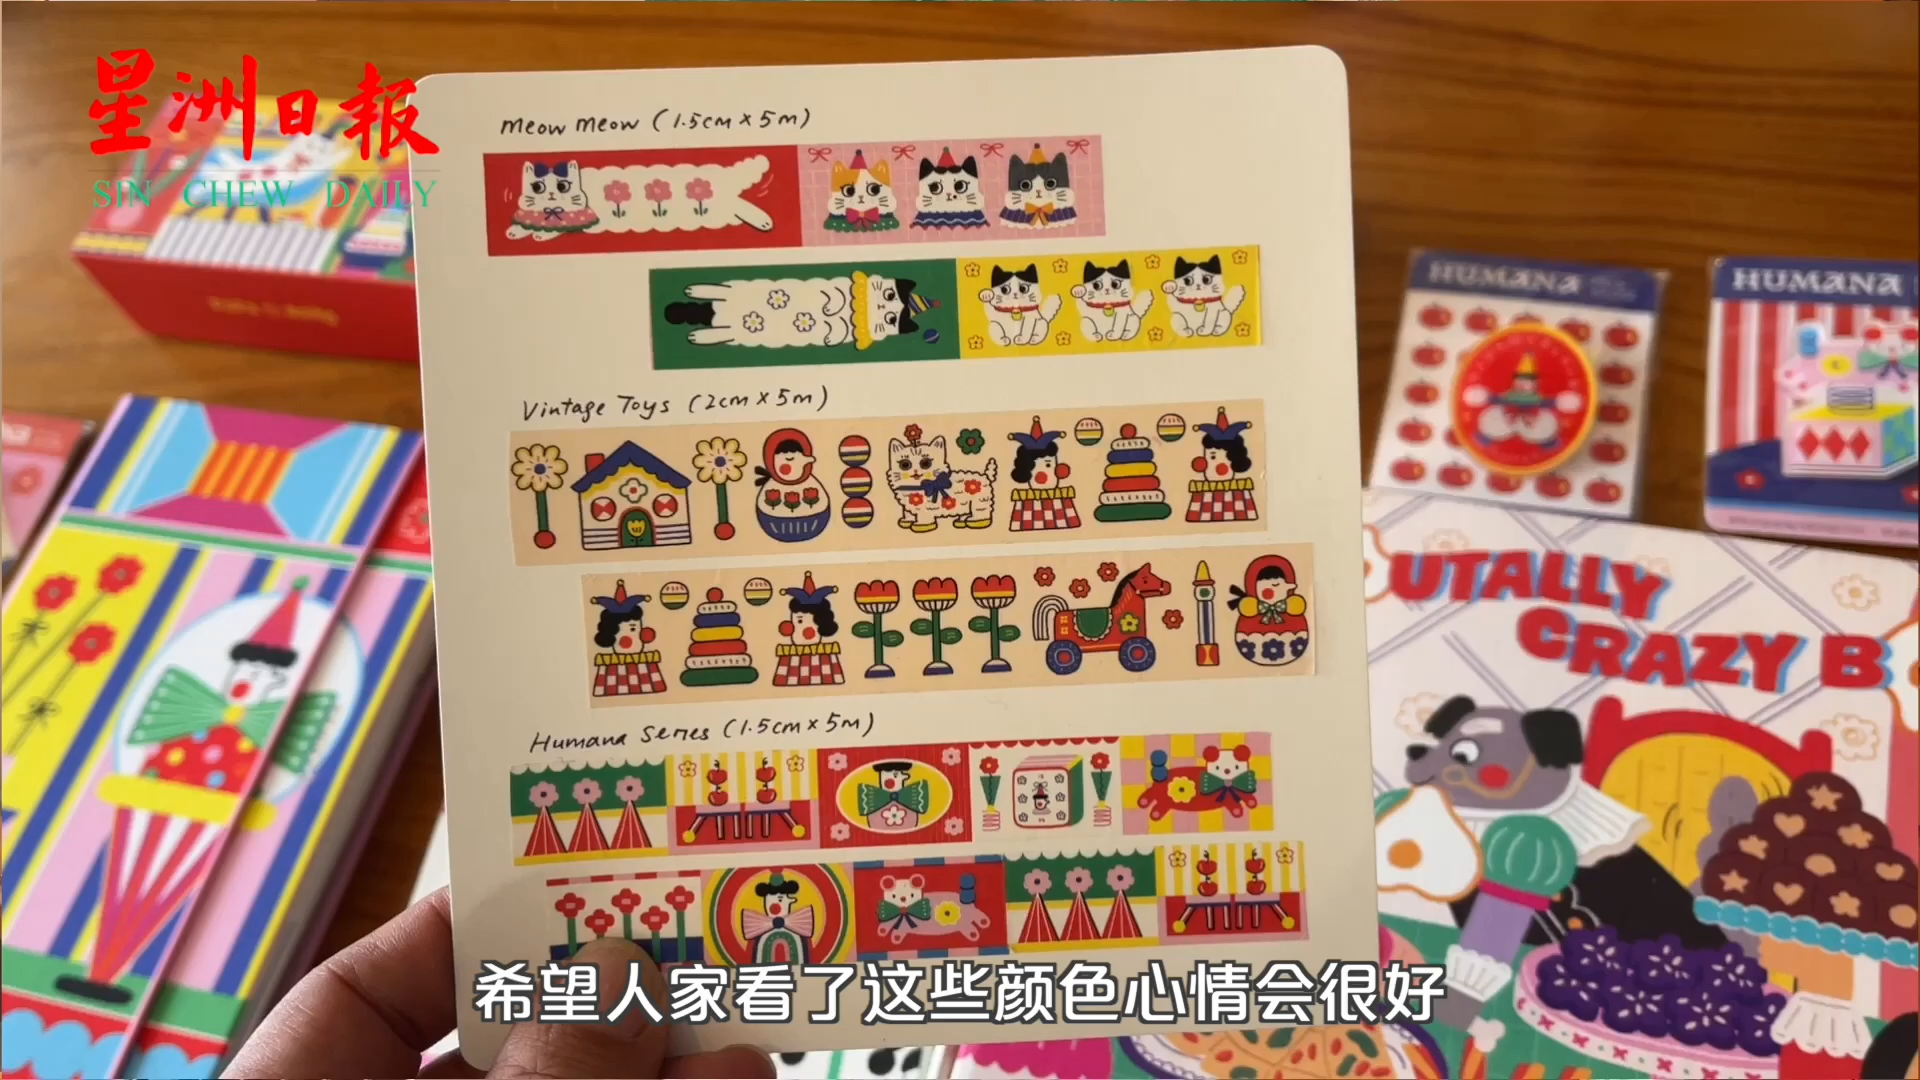 星洲日报
SIN CHEW DAILY
meow meow (1.5cm x 5m)
Vintage Toys (2cm x 5m)
Humana Series (1.5cm x 5m)
HUMANA
HUMANA
UTALLY
CRAZY B
希望人家看了这些颜色心情会很好